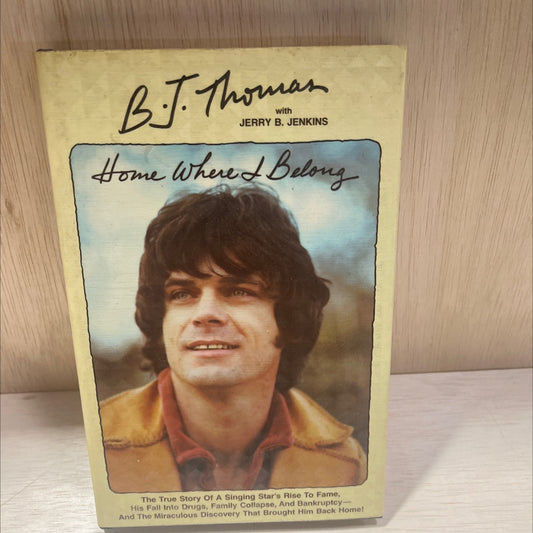 B.J. Thomas
with
JERRY B. JENKINS
Home Where I Belong
The True Story Of A Singing Star's Rise To Fame,
His Fall Into Drugs, Family Collapse, And Bankruptcy—
And The Miraculous Discovery That Brought Him Back Home!